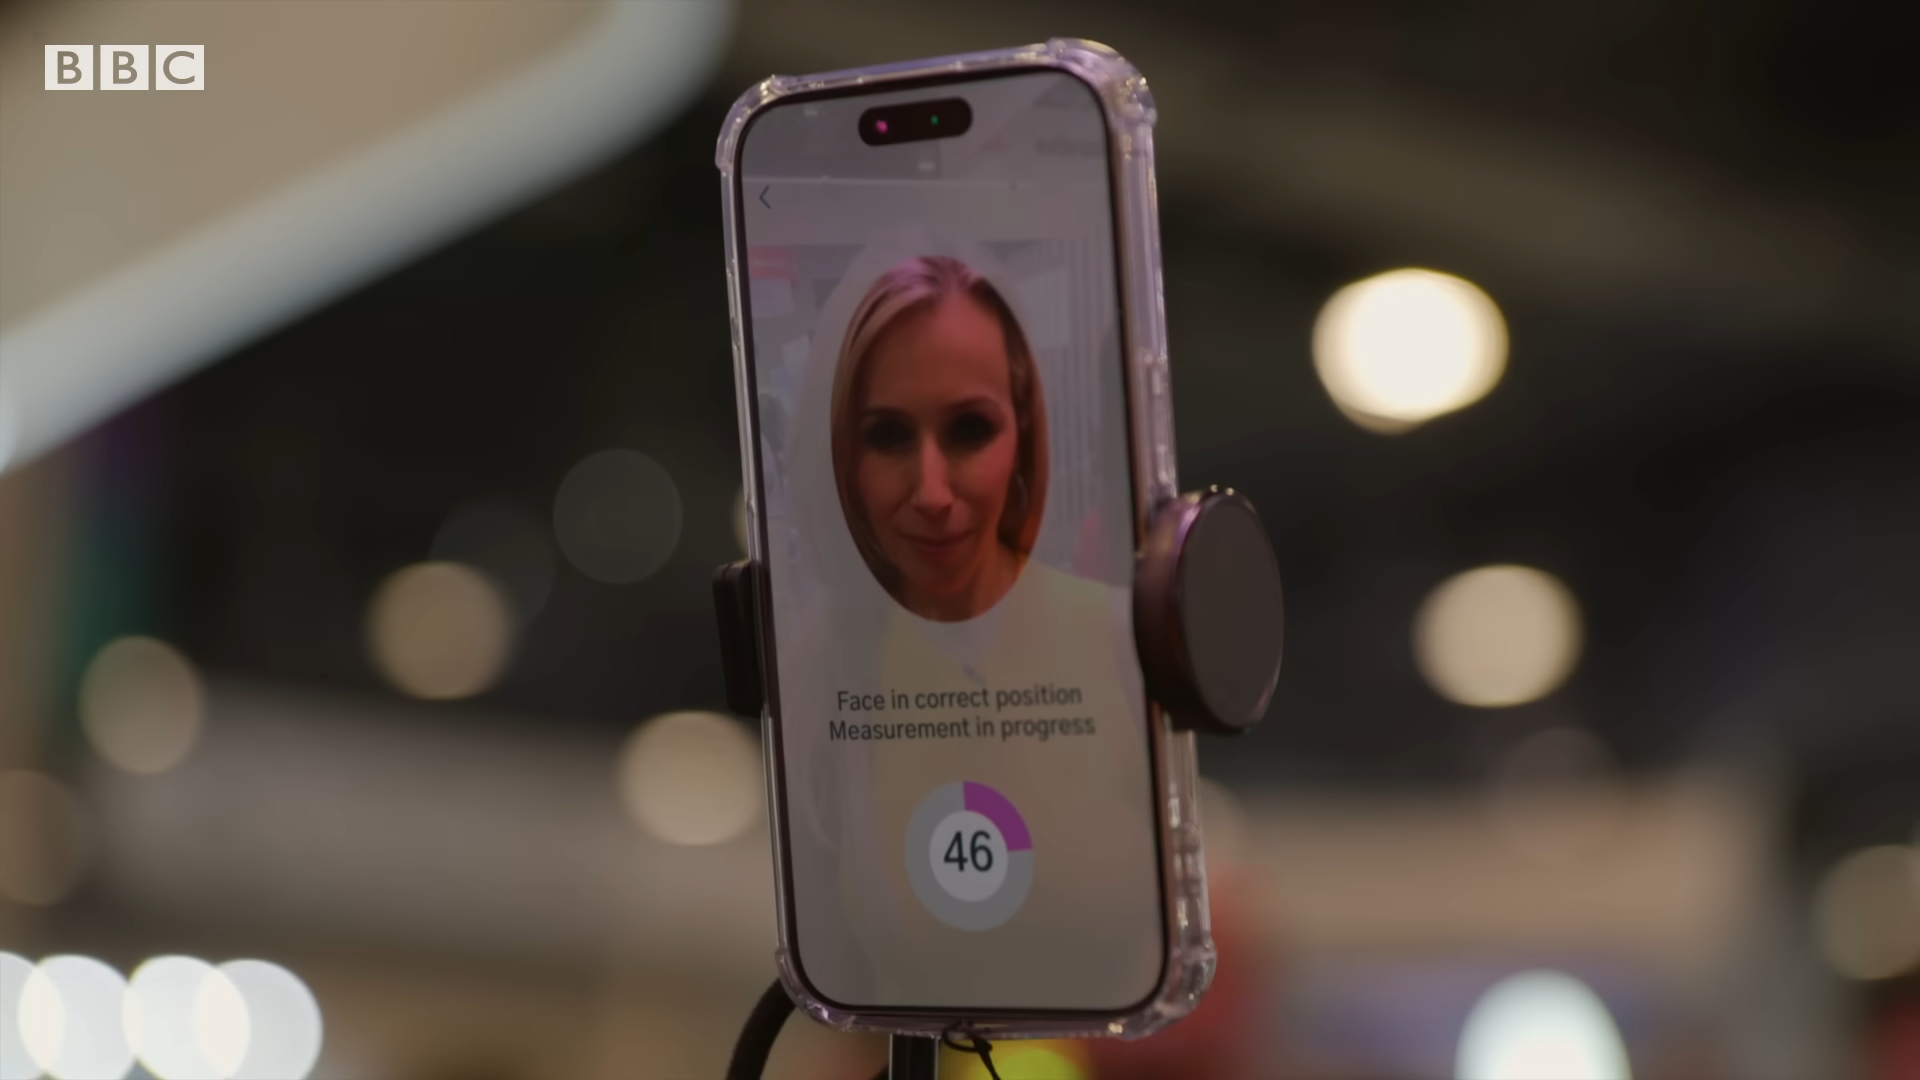 BBC
Face in correct position
Measurement in progress
46